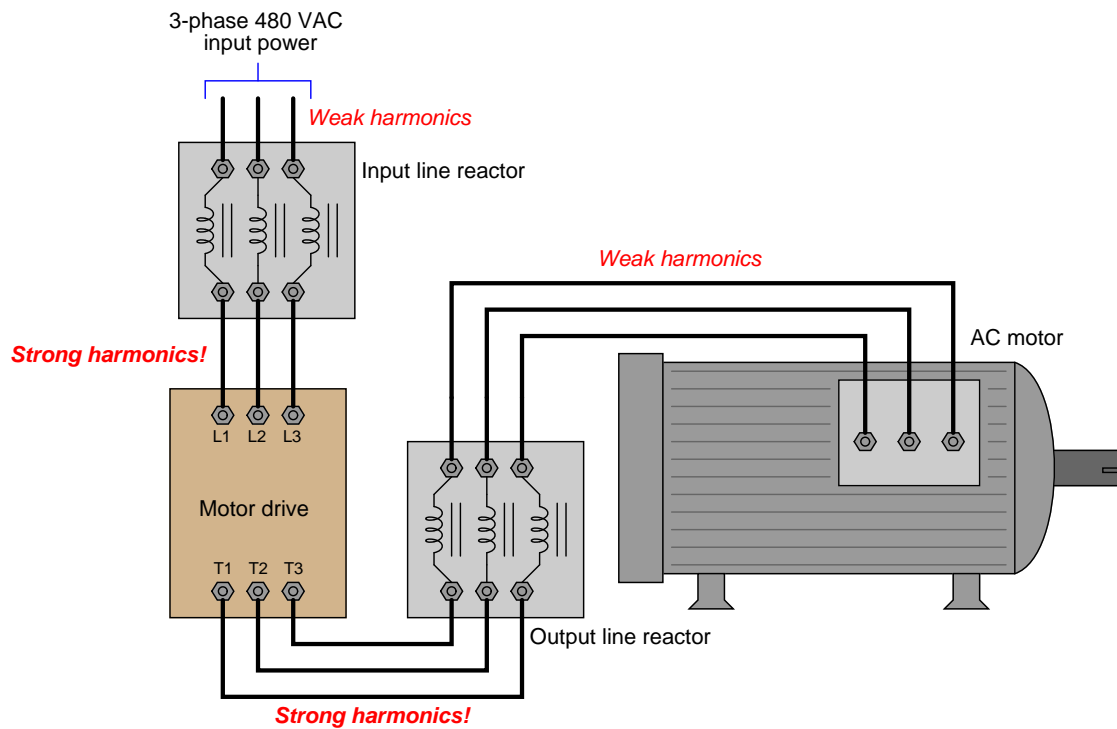 3-phase 480 VAC
input power
Weak harmonics
Input line reactor
Weak harmonics
AC motor
Strong harmonics!
L1 L2 L3
Motor drive
T1 T2 T3
Output line reactor
Strong harmonics!